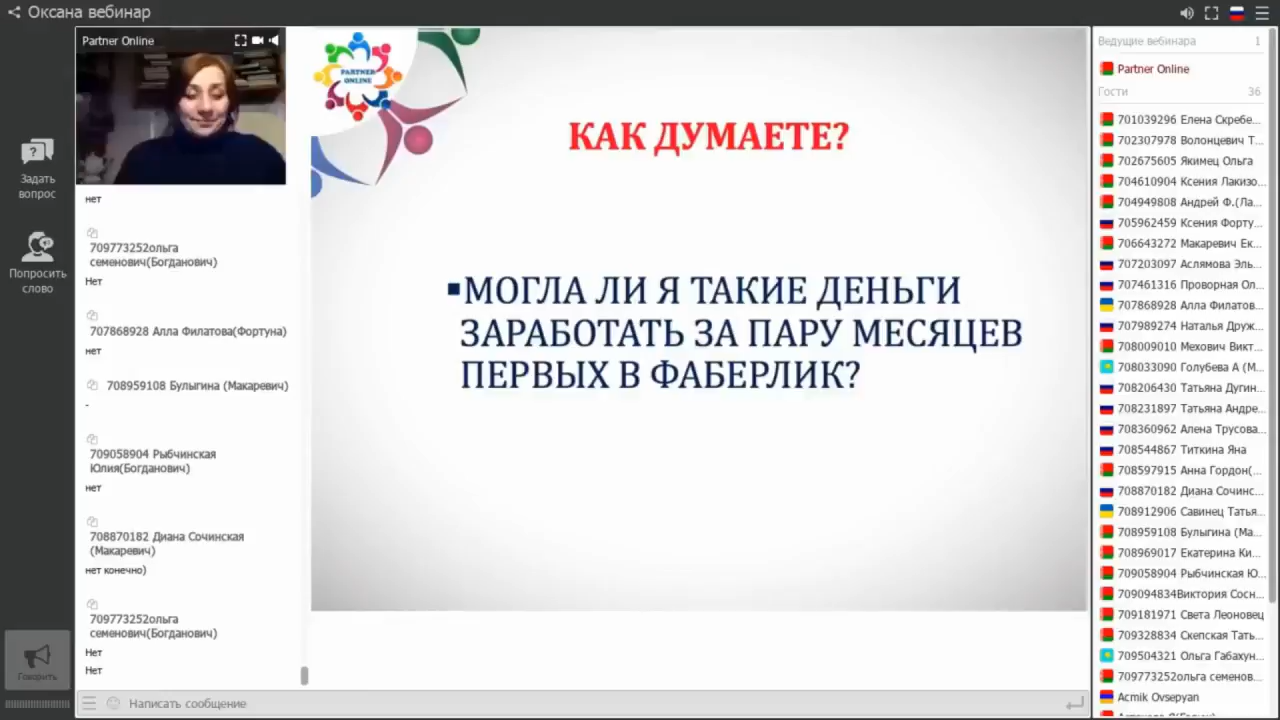 Оксана вебинар
Задать
вопрос
Попросить
слово
Говорить
Partner Online
нет
709773252ольга
семенович(Богданович)
Нет
707868928 Алла Филатова(Фортуна)
нет
708959108 Булыгина (Макаревич)
-
709058904 Рыбчинская
Юлия(Богданович)
нет
708870182 Диана Сочинская
(Макаревич)
нет конечно)
709773252ольга
семенович(Богданович)
Нет
Нет
Написать сообщение
PARTNER
ONLINE
КАК ДУМАЕТЕ?
▪МОГЛА ЛИ Я ТАКИЕ ДЕНЬГИ
ЗАРАБОТАТЬ ЗА ПАРУ МЕСЯЦЕВ
ПЕРВЫХ В ФАБЕРЛИК?
Ведущие вебинара 1
Partner Online
Гости 36
701039296 Елена Скребе...
702307978 Волонцевич Т...
702675605 Якимец Ольга
704610904 Ксения Лакизо...
704949808 Андрей Ф.(Ла...
705962459 Ксения Форту...
706643272 Макаревич Ек...
707203097 Аслямова Эль...
707461316 Проворная Ол...
707868928 Алла Филатов...
707989274 Наталья Друж...
708009010 Мехович Викт...
708033090 Голубева А (М...
708206430 Татьяна Дугин...
708231897 Татьяна Андре...
708360962 Алена Трусова...
708544867 Титкина Яна
708597915 Анна Гордон(...
708870182 Диана Сочинс...
708912906 Савинец Татья...
708959108 Булыгина (Ма...
708969017 Екатерина Ки...
709058904 Рыбчинская Ю...
709094834Виктория Сосн...
709181971 Света Леоновец
709328834 Скепская Тать...
709504321 Ольга Габахун...
709773252ольга семенов...
Acmik Ovsepyan